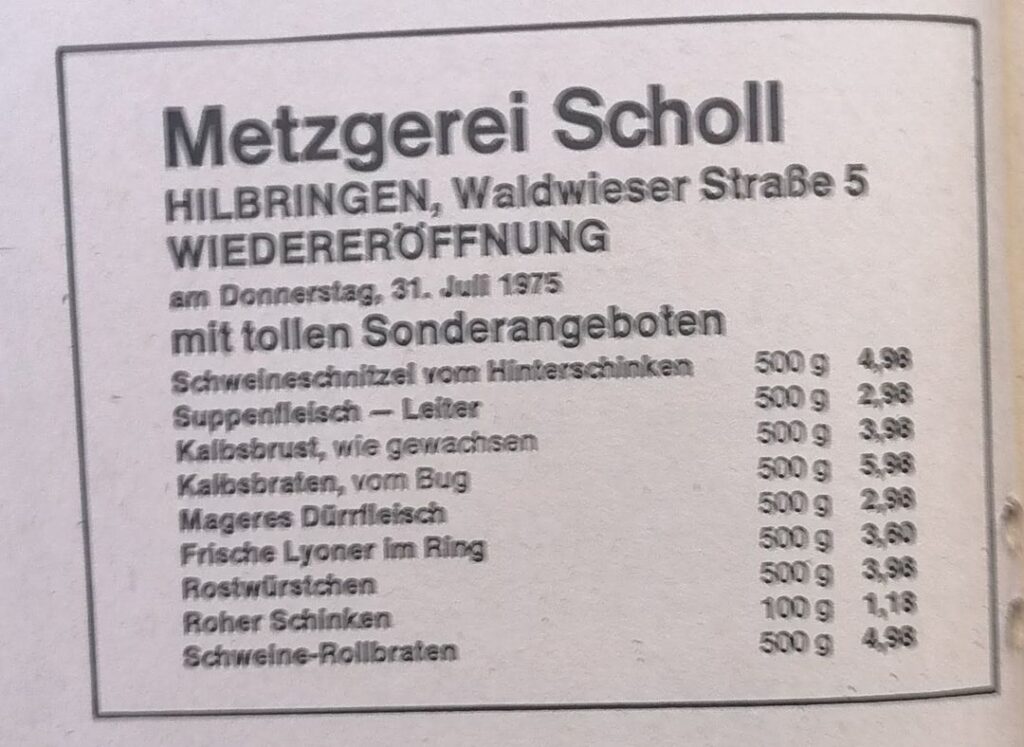 Metzgerei Scholl
HILBRINGEN, Waldwieser Straße 5
WIEDERERÖFFNUNG
am Donnerstag, 31. Juli 1975
mit tollen Sonderangeboten
Schweineschnitzel vom Hinterschinken 500 g 4,98
Suppenfleisch — Leiter 500 g 2,98
Kalbsbrust, wie gewachsen 500 g 3,98
Kalbsbraten, vom Bug 500 g 5,98
Mageres Dürrfleisch 500 g 2,98
Frische Lyoner im Ring 500 g 3,60
Rostwürstchen 500 g 3,98
Roher Schinken 100 g 1,18
Schweine-Rollbraten 500 g 4,98